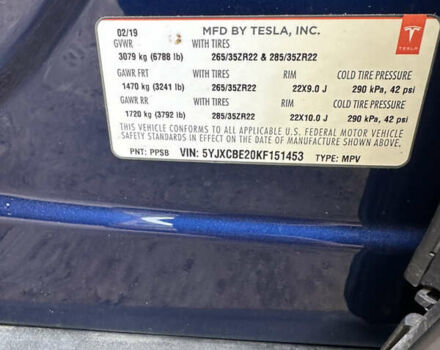 02/19 MFD BY TESLA, INC.
GVWR WITH TIRES
3079 kg (6788 lb) 265/35ZR22 & 285/35ZR22
GAWR FRT WITH TIRES RIM COLD TIRE PRESSURE
1470 kg (3241 lb) 265/35ZR22 22X9.0 J 290 kPa, 42 psi
GAWR RR WITH TIRES RIM COLD TIRE PRESSURE
1720 kg (3792 lb) 285/35ZR22 22X10.0 J 290 kPa, 42 psi
THIS VEHICLE CONFORMS TO ALL APPLICABLE U.S. FEDERAL MOTOR VEHICLE
SAFETY STANDARDS IN EFFECT ON THE DATE OF MANUFACTURE SHOWN ABOVE.
PNT: PPSB VIN: 5YJXCBE20KF151453 TYPE: MPV
TESLA